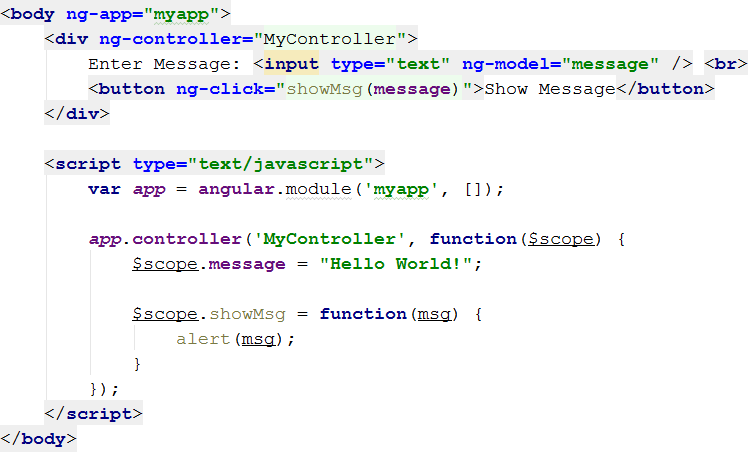 <body ng-app="myapp">
    <div ng-controller="MyController">
        Enter Message: <input type="text" ng-model="message" /> <br>
        <button ng-click="showMsg(message)">Show Message</button>
    </div>

    <script type="text/javascript">
        var app = angular.module('myapp', []);

        app.controller('MyController', function($scope) {
            $scope.message = "Hello World!";

            $scope.showMsg = function(msg) {
                alert(msg);
            }
        });
    </script>
</body>